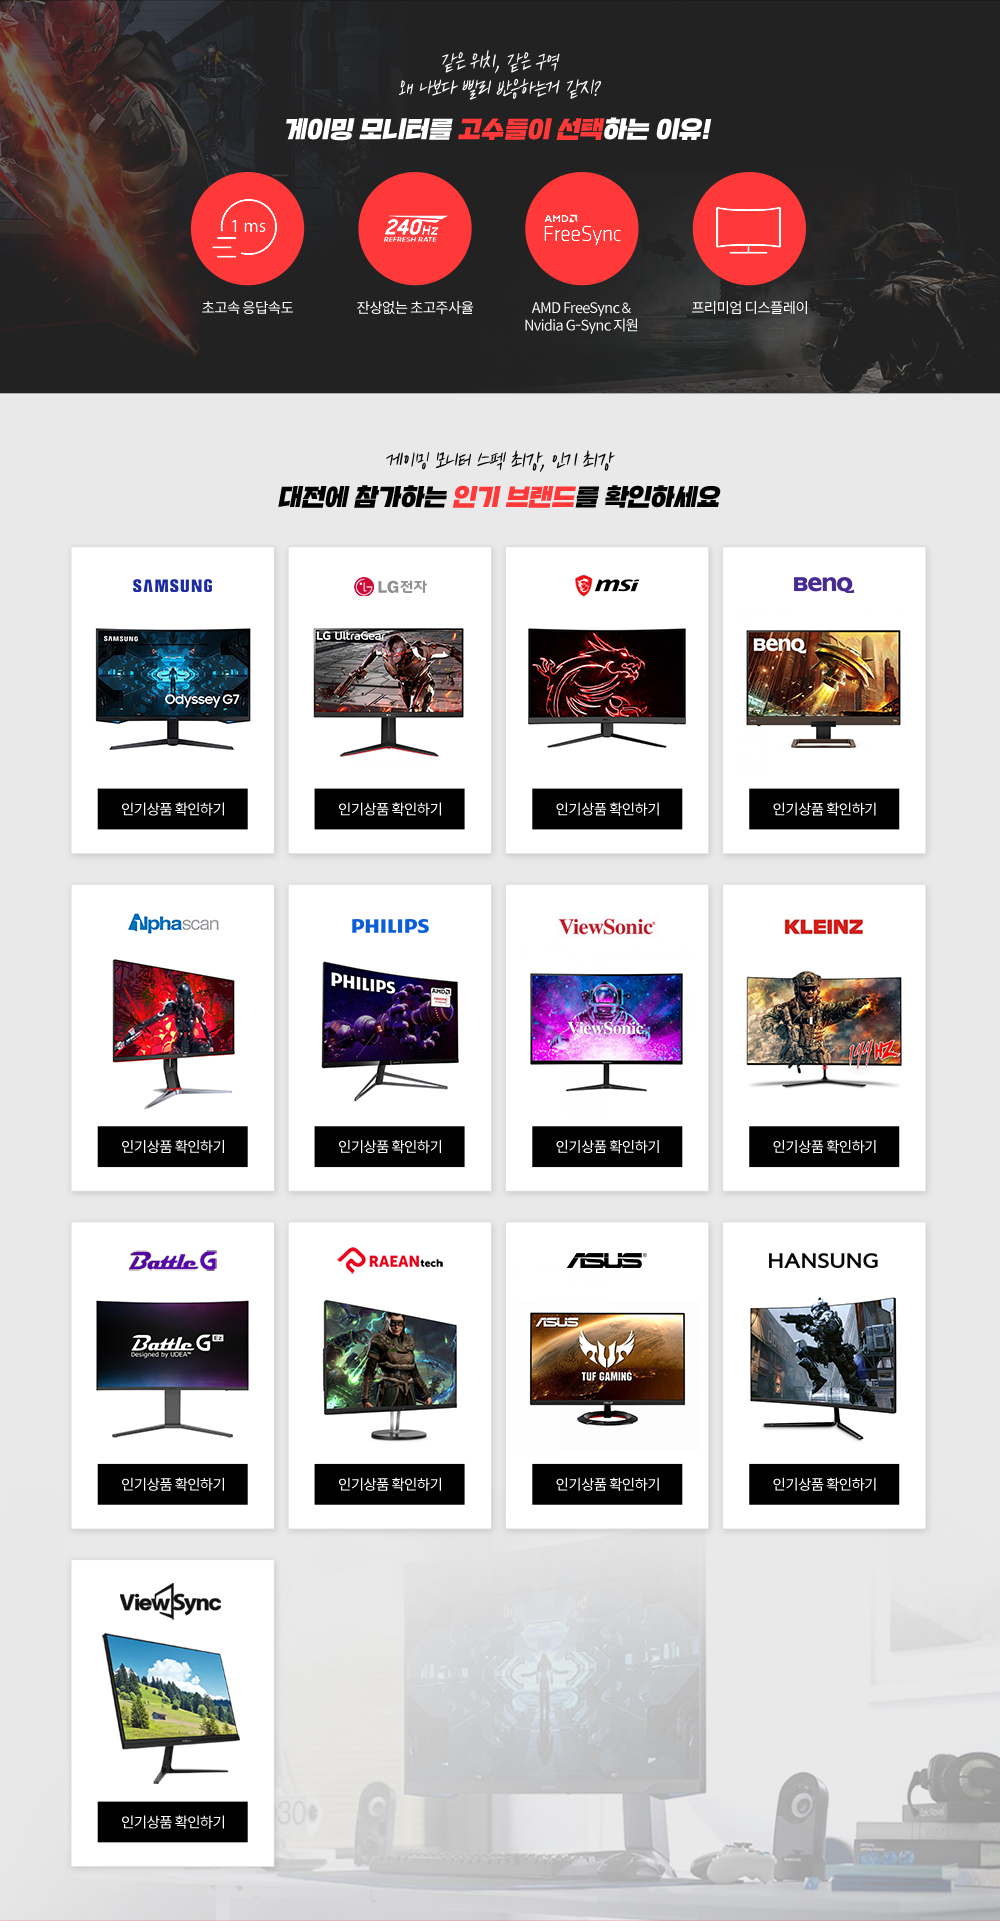 같은 위치, 같은 구역
왜 나보다 빨리 반응하는거 같지?
게이밍 모니터를 고수들이 선택하는 이유!
1 ms
240Hz
REFRESH RATE
AMD
FreeSync
초고속 응답속도
잔상없는 초고주사율
AMD FreeSync &
Nvidia G-Sync 지원
프리미엄 디스플레이
게이밍 모니터 스펙 최강, 인기 최강
대전에 참가하는 인기 브랜드를 확인하세요
SAMSUNG
LG전자
msi
BenQ
SAMSUNG
Odyssey G7
LG UltraGear
BenQ
인기상품 확인하기
인기상품 확인하기
인기상품 확인하기
인기상품 확인하기
Alphascan
PHILIPS
ViewSonic
KLEINZ
PHILIPS
AMD
ViewSonic
144HZ
인기상품 확인하기
인기상품 확인하기
인기상품 확인하기
인기상품 확인하기
Battle G
RAEANtech
ASUS
HANSUNG
Battle G EZ
Designed by UDEA™
ASUS
TUF GAMING
인기상품 확인하기
인기상품 확인하기
인기상품 확인하기
인기상품 확인하기
ViewSync
인기상품 확인하기